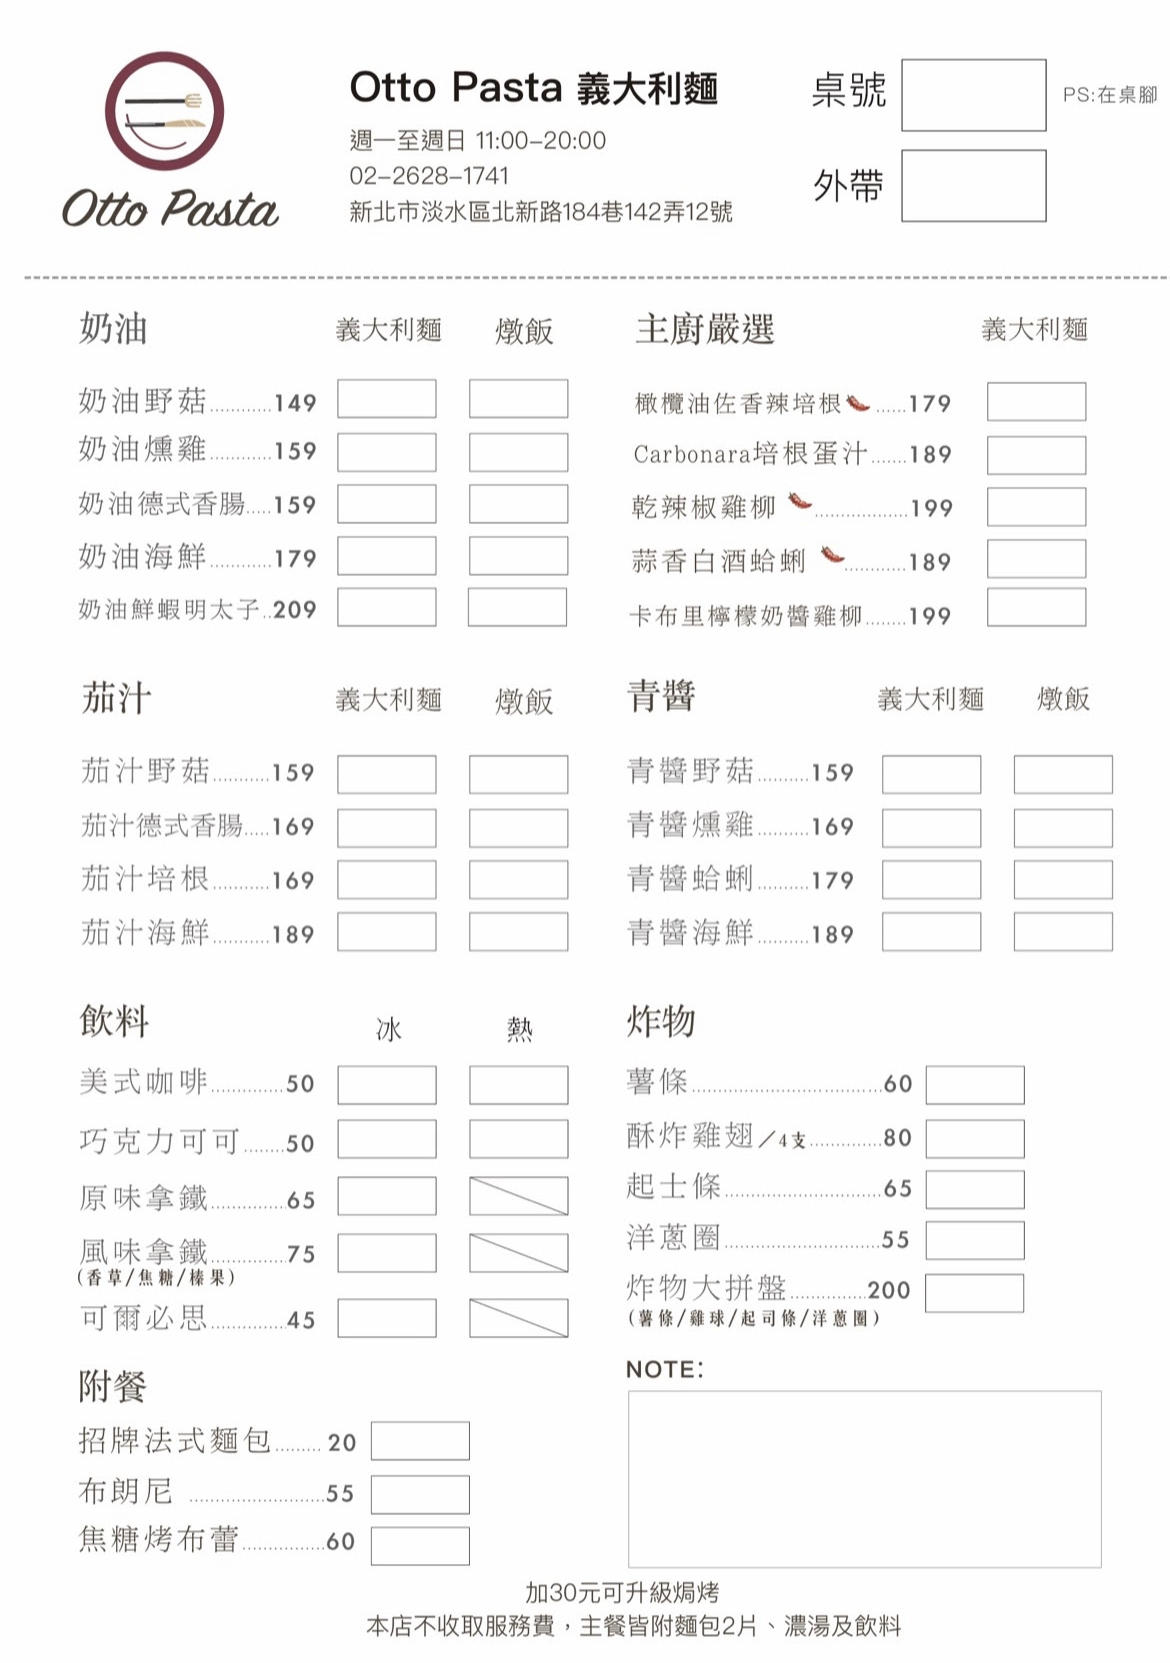 Otto Pasta
Otto Pasta 義大利麵
週一至週日 11:00–20:00
02–2628–1741
新北市淡水區北新路184巷142弄12號
桌號 PS:在桌腳
外帶
奶油 義大利麵 燉飯
奶油野菇............149
奶油燻雞............159
奶油德式香腸.....159
奶油海鮮............179
奶油鮮蝦明太子..209
主廚嚴選 義大利麵
橄欖油佐香辣培根......179
Carbonara培根蛋汁.......189
乾辣椒雞柳..................199
蒜香白酒蛤蜊............189
卡布里檸檬奶醬雞柳........199
茄汁 義大利麵 燉飯
茄汁野菇...........159
茄汁德式香腸.....169
茄汁培根...........169
茄汁海鮮...........189
青醬 義大利麵 燉飯
青醬野菇..........159
青醬燻雞..........169
青醬蛤蜊..........179
青醬海鮮..........189
飲料 冰 熱
美式咖啡..............50
巧克力可可........50
原味拿鐵..............65
風味拿鐵..............75
(香草/焦糖/榛果)
可爾必思..............45
炸物
薯條........................................60
酥炸雞翅/4支.............80
起士條.............................65
洋蔥圈.............................55
炸物大拼盤..............200
(薯條/雞球/起司條/洋蔥圈)
附餐
招牌法式麵包........ 20
布朗尼 ........................55
焦糖烤布蕾...............60
NOTE:
加30元可升級焗烤
本店不收取服務費，主餐皆附麵包2片、濃湯及飲料